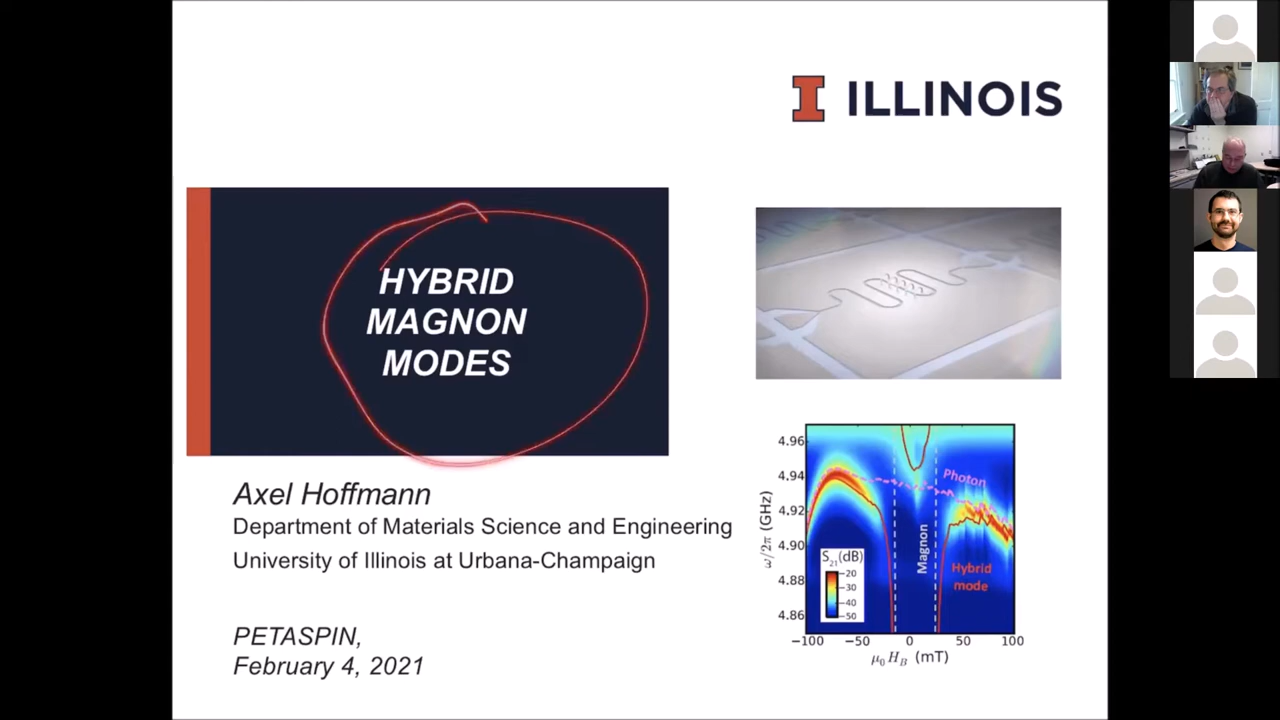 ILLINOIS
HYBRID
MAGNON
MODES
Axel Hoffmann
Department of Materials Science and Engineering
University of Illinois at Urbana-Champaign
PETASPIN,
February 4, 2021
4.96
4.94
4.92
4.90
4.88
4.86
ω/2π (GHz)
Photon
Magnon
Hybrid
mode
S21(dB)
−20
−30
−40
−50
−100
−50
0
50
100
μ0 HB (mT)